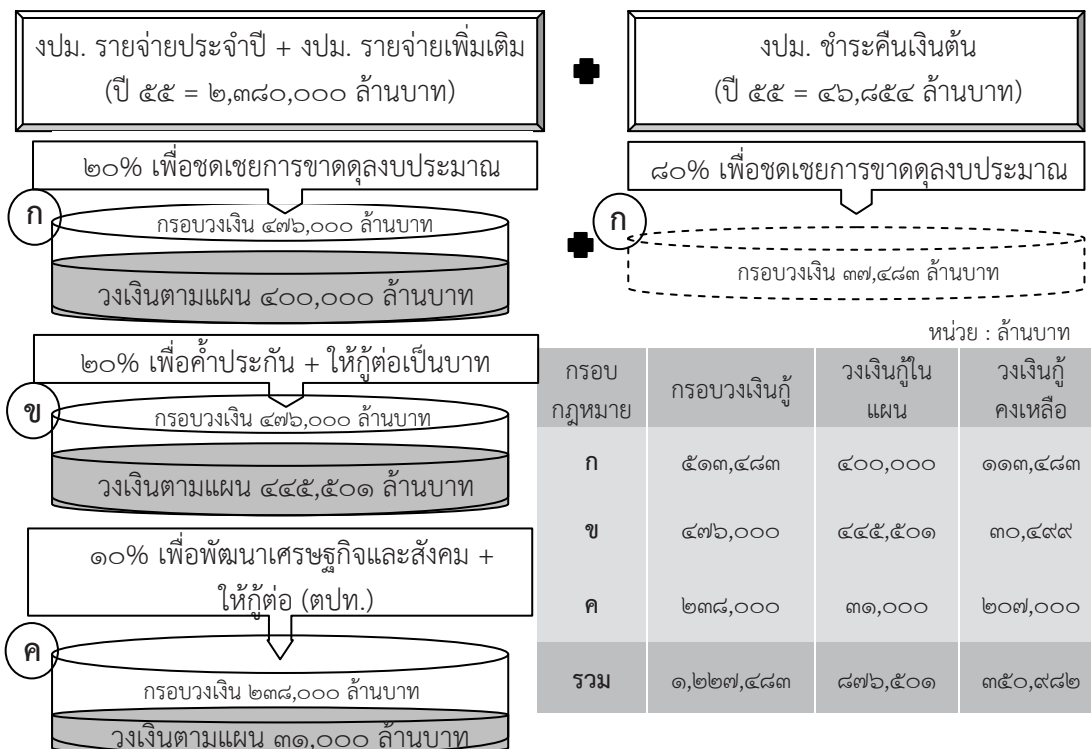 งปม. รายจ่ายประจำปี + งปม. รายจ่ายเพิ่มเติม
(ปี ๕๕ = ๒,๓๘๐,๐๐๐ ล้านบาท)
งปม. ชำระคืนเงินต้น
(ปี ๕๕ = ๔๖,๘๕๔ ล้านบาท)
๒๐% เพื่อชดเชยการขาดดุลงบประมาณ
ก
กรอบวงเงิน ๔๗๖,๐๐๐ ล้านบาท
วงเงินตามแผน ๔๐๐,๐๐๐ ล้านบาท
๘๐% เพื่อชดเชยการขาดดุลงบประมาณ
ก
กรอบวงเงิน ๓๗,๔๘๓ ล้านบาท
๒๐% เพื่อค้ำประกัน + ให้กู้ต่อเป็นบาท
ข
กรอบวงเงิน ๔๗๖,๐๐๐ ล้านบาท
วงเงินตามแผน ๔๔๕,๕๐๑ ล้านบาท
๑๐% เพื่อพัฒนาเศรษฐกิจและสังคม +
ให้กู้ต่อ (ตปท.)
ค
กรอบวงเงิน ๒๓๘,๐๐๐ ล้านบาท
วงเงินตามแผน ๓๑,๐๐๐ ล้านบาท
หน่วย : ล้านบาท
กรอบ
กฎหมาย
กรอบวงเงินกู้
วงเงินกู้ใน
แผน
วงเงินกู้
คงเหลือ
ก ๕๑๓,๔๘๓ ๔๐๐,๐๐๐ ๑๑๓,๔๘๓
ข ๔๗๖,๐๐๐ ๔๔๕,๕๐๑ ๓๐,๔๙๙
ค ๒๓๘,๐๐๐ ๓๑,๐๐๐ ๒๐๗,๐๐๐
รวม ๑,๒๒๗,๔๘๓ ๘๗๖,๕๐๑ ๓๕๐,๙๘๒